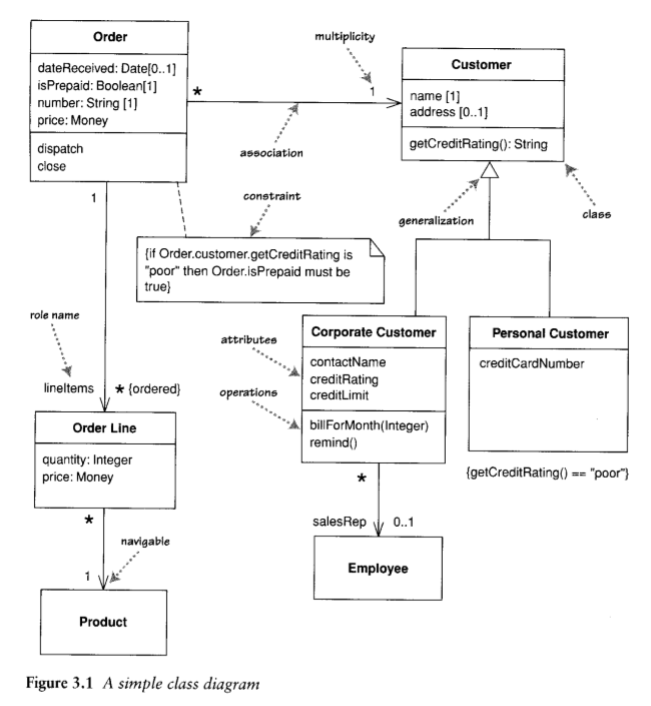 Order
dateReceived: Date[0..1]
isPrepaid: Boolean[1]
number: String [1]
price: Money
dispatch
close
multiplicity
*
1
association
Customer
name [1]
address [0..1]
getCreditRating(): String
generalization
class
1
constraint
{if Order.customer.getCreditRating is
"poor" then Order.isPrepaid must be
true}
role name
lineItems
* {ordered}
attributes
operations
Corporate Customer
contactName
creditRating
creditLimit
billForMonth(Integer)
remind()
Personal Customer
creditCardNumber
{getCreditRating() == "poor"}
Order Line
quantity: Integer
price: Money
*
navigable
1
Product
*
salesRep
0..1
Employee
Figure 3.1 A simple class diagram